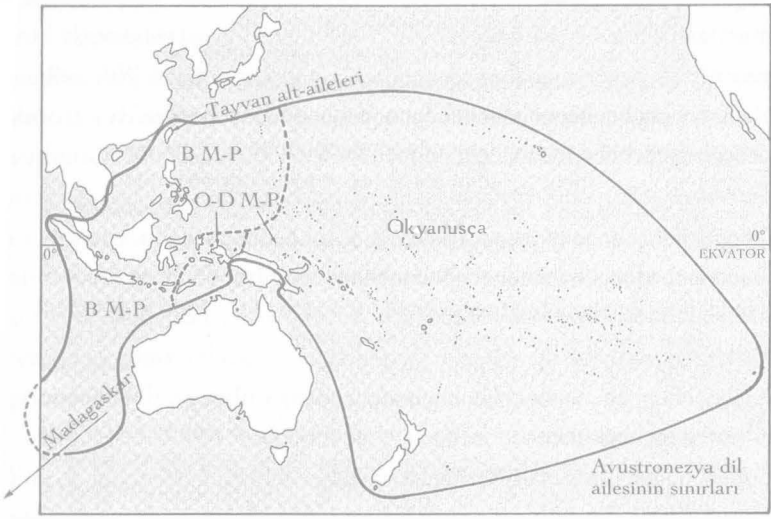 Tayvan alt-aileleri
B M-P
O-D M-P
Okyanusça
0°
0°
EKVATOR
B M-P
Madagaskar
Avustronezya dil
ailesinin sınırları